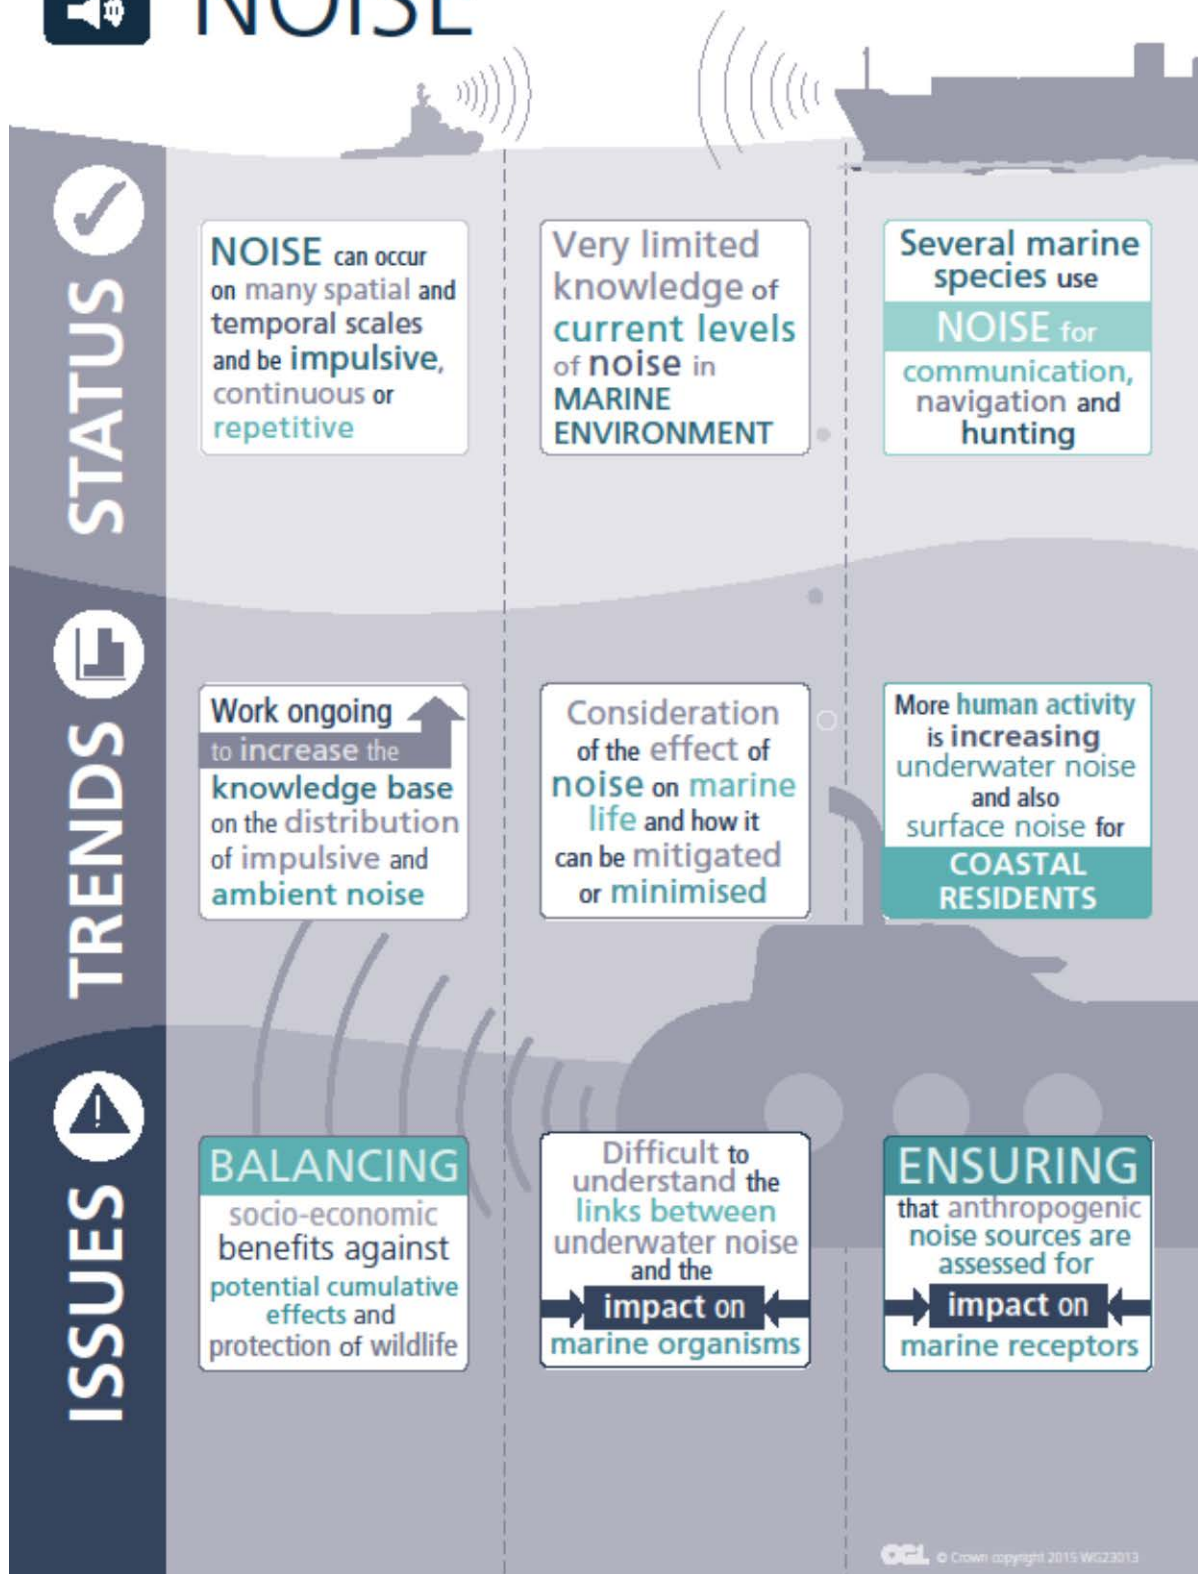 NOISE
STATUS
NOISE can occur
on many spatial and
temporal scales
and be impulsive,
continuous or
repetitive
Very limited
knowledge of
current levels
of noise in
MARINE
ENVIRONMENT
Several marine
species use
NOISE for
communication,
navigation and
hunting
TRENDS
Work ongoing
to increase the
knowledge base
on the distribution
of impulsive and
ambient noise
Consideration
of the effect of
noise on marine
life and how it
can be mitigated
or minimised
More human activity
is increasing
underwater noise
and also
surface noise for
COASTAL
RESIDENTS
ISSUES
BALANCING
socio-economic
benefits against
potential cumulative
effects and
protection of wildlife
Difficult to
understand the
links between
underwater noise
and the
impact on
marine organisms
ENSURING
that anthropogenic
noise sources are
assessed for
impact on
marine receptors
OGL © Crown copyright 2015 WG23013